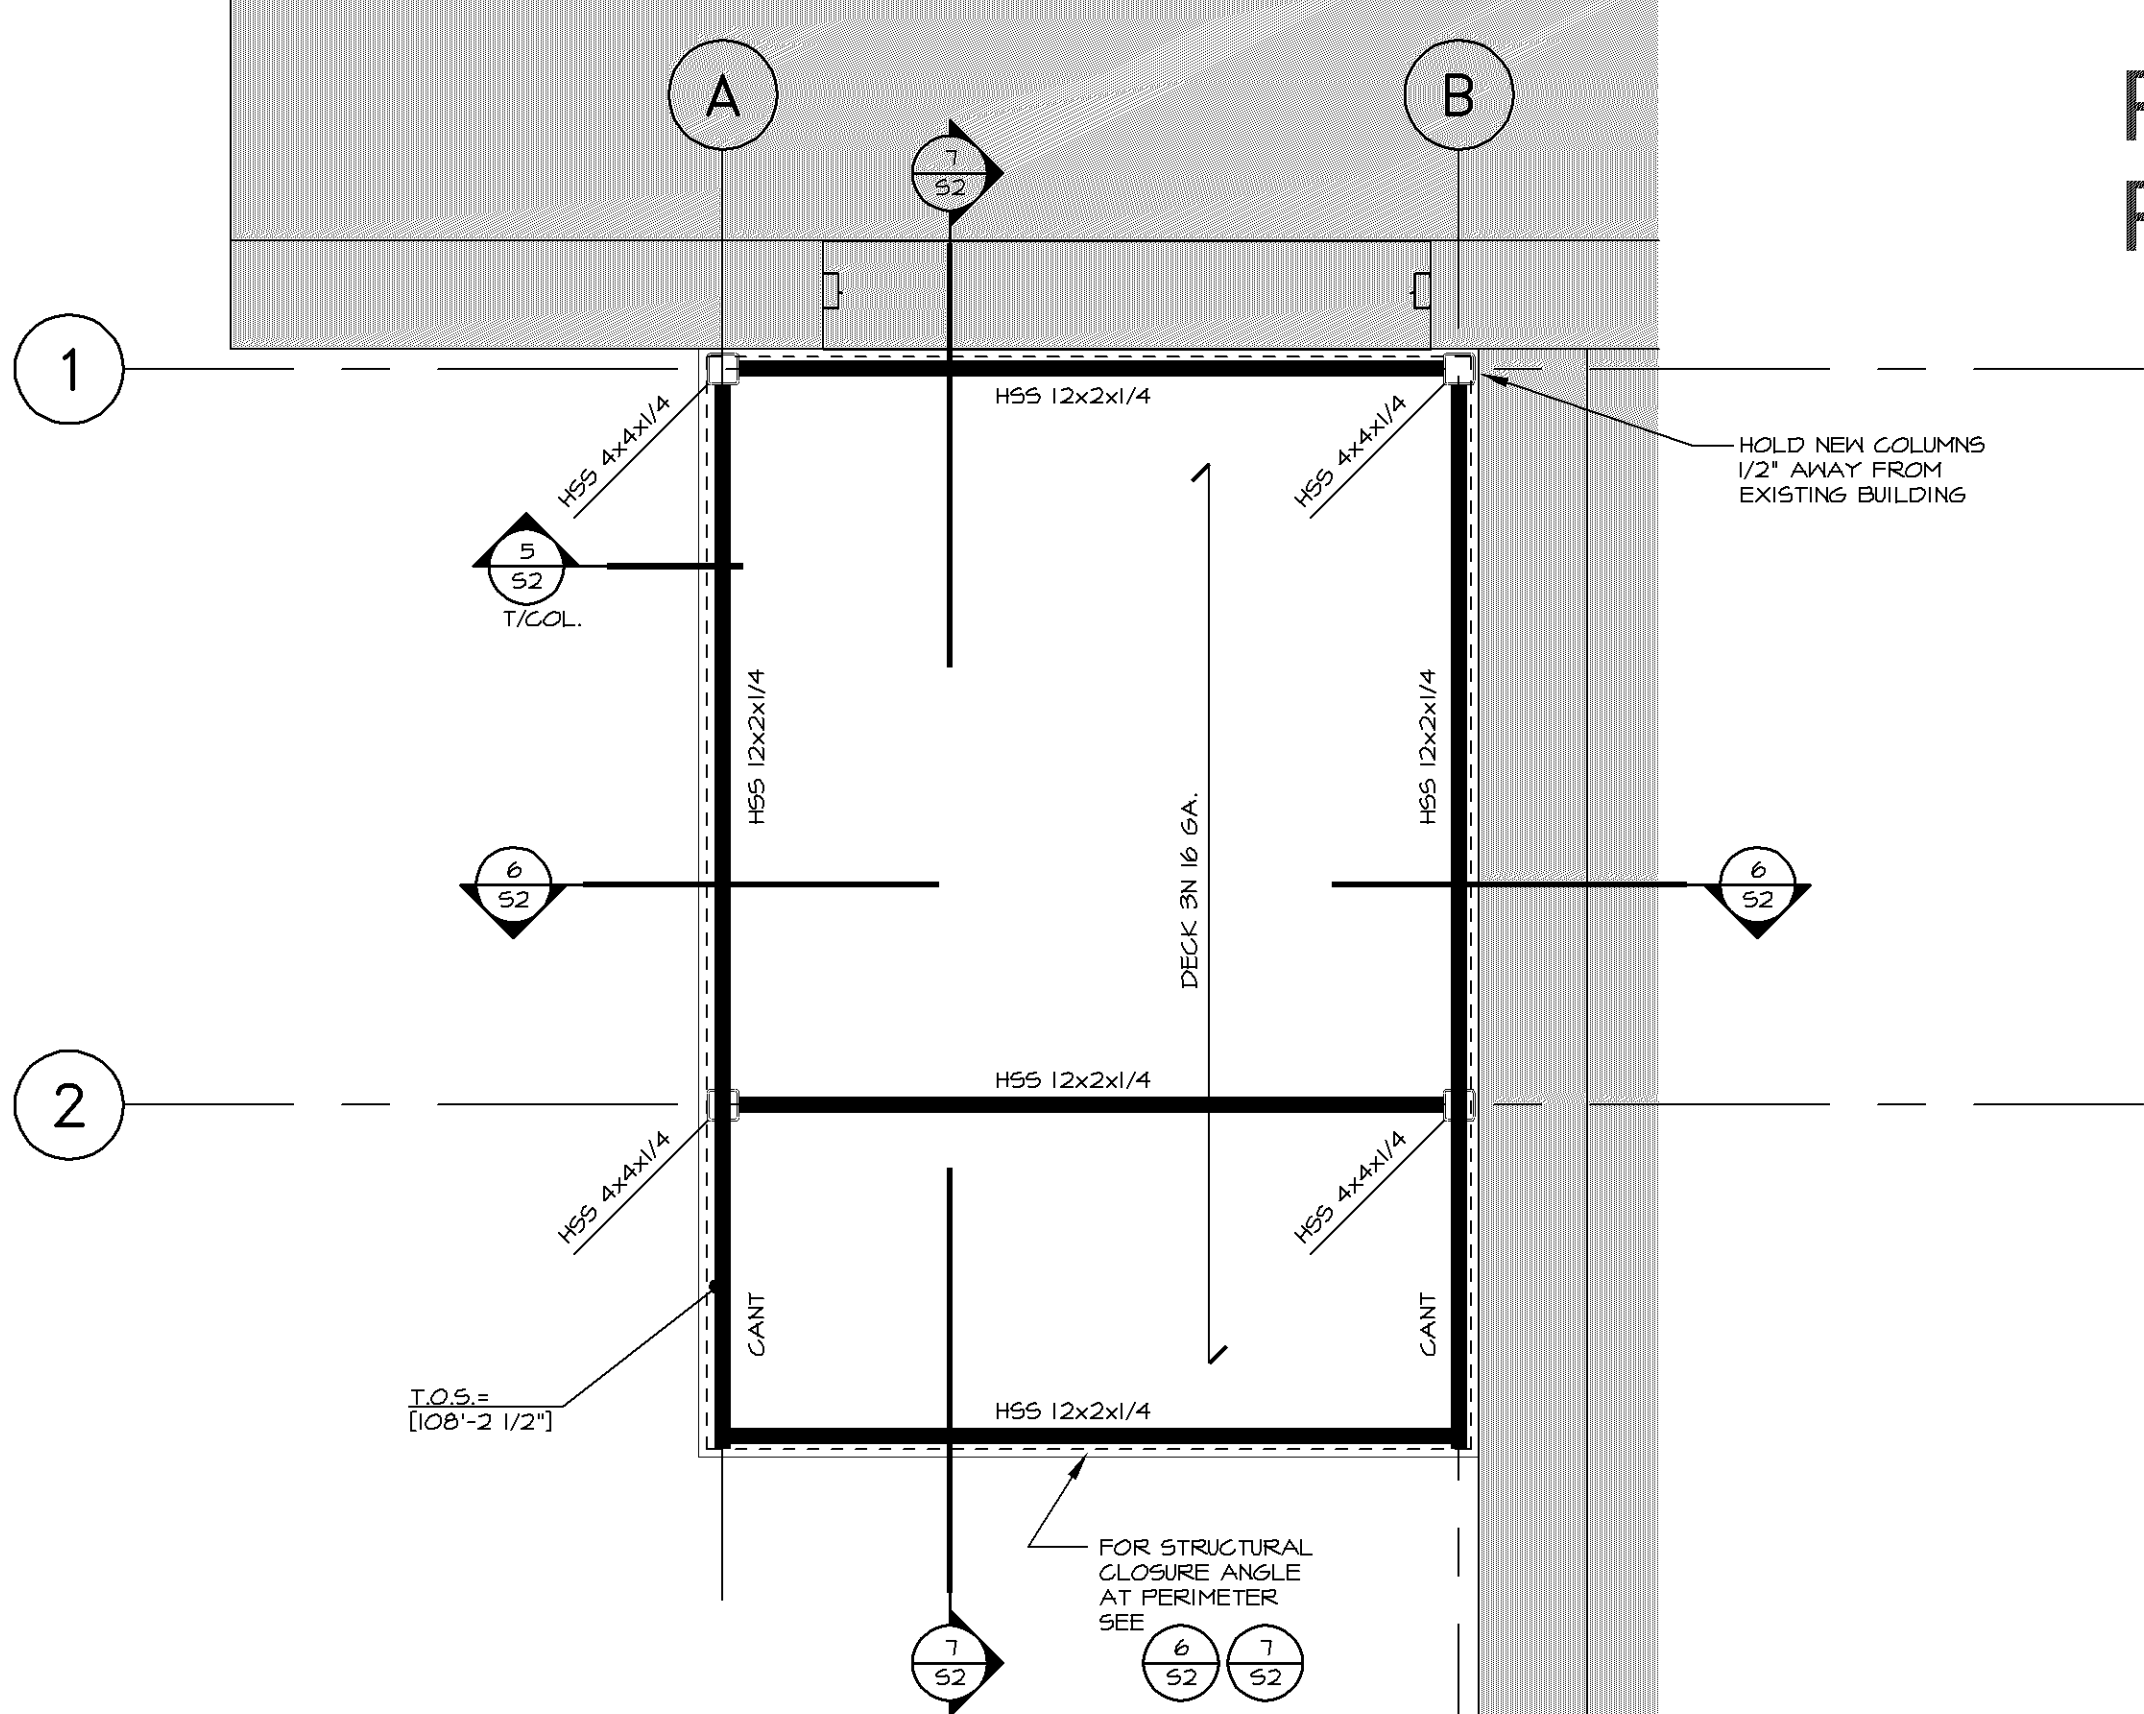 A
B
7
S2
1
HSS 12x2x1/4
HSS 4x4x1/4
HSS 4x4x1/4
HOLD NEW COLUMNS
1/2" AWAY FROM
EXISTING BUILDING
5
S2
T/COL.
HSS 12x2x1/4
HSS 12x2x1/4
DECK 3N 16 GA.
6
S2
6
S2
2
HSS 12x2x1/4
HSS 4x4x1/4
HSS 4x4x1/4
CANT
CANT
T.O.S.=
[108'-2 1/2"]
HSS 12x2x1/4
FOR STRUCTURAL
CLOSURE ANGLE
AT PERIMETER
SEE
7
S2
6
S2
7
S2